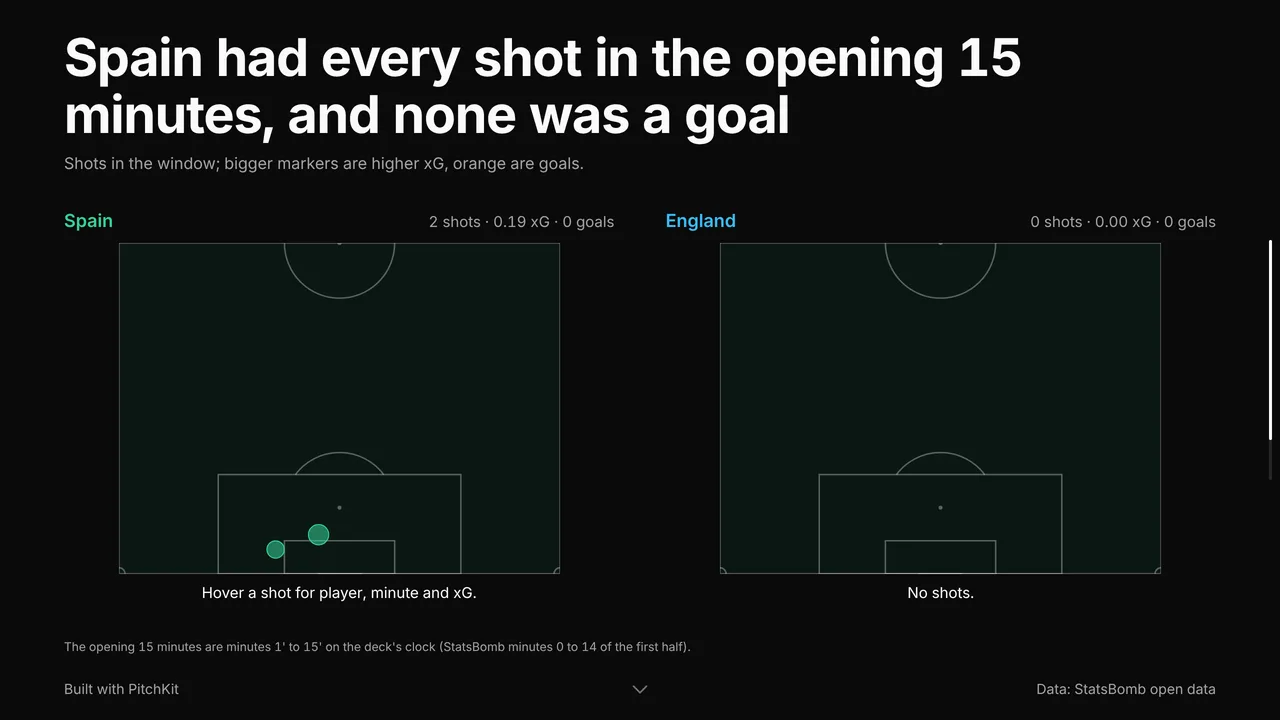 Spain had every shot in the opening 15
minutes, and none was a goal
Shots in the window; bigger markers are higher xG, orange are goals.
Spain
2 shots · 0.19 xG · 0 goals
England
0 shots · 0.00 xG · 0 goals
Hover a shot for player, minute and xG.
No shots.
The opening 15 minutes are minutes 1' to 15' on the deck's clock (StatsBomb minutes 0 to 14 of the first half).
Built with PitchKit
Data: StatsBomb open data